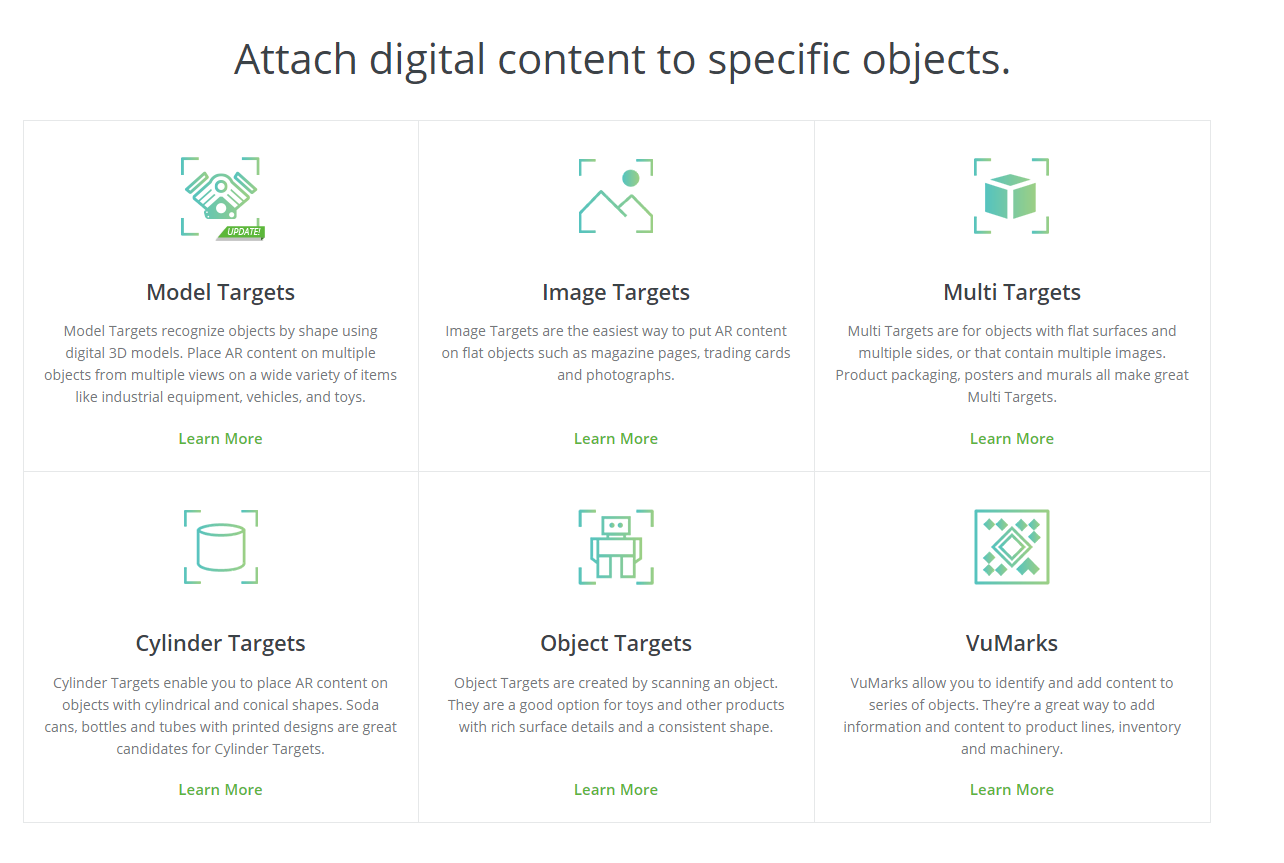 Attach digital content to specific objects.
UPDATE!
Model Targets
Model Targets recognize objects by shape using
digital 3D models. Place AR content on multiple
objects from multiple views on a wide variety of items
like industrial equipment, vehicles, and toys.
Learn More
Image Targets
Image Targets are the easiest way to put AR content
on flat objects such as magazine pages, trading cards
and photographs.
Learn More
Multi Targets
Multi Targets are for objects with flat surfaces and
multiple sides, or that contain multiple images.
Product packaging, posters and murals all make great
Multi Targets.
Learn More
Cylinder Targets
Cylinder Targets enable you to place AR content on
objects with cylindrical and conical shapes. Soda
cans, bottles and tubes with printed designs are great
candidates for Cylinder Targets.
Learn More
Object Targets
Object Targets are created by scanning an object.
They are a good option for toys and other products
with rich surface details and a consistent shape.
Learn More
VuMarks
VuMarks allow you to identify and add content to
series of objects. They’re a great way to add
information and content to product lines, inventory
and machinery.
Learn More